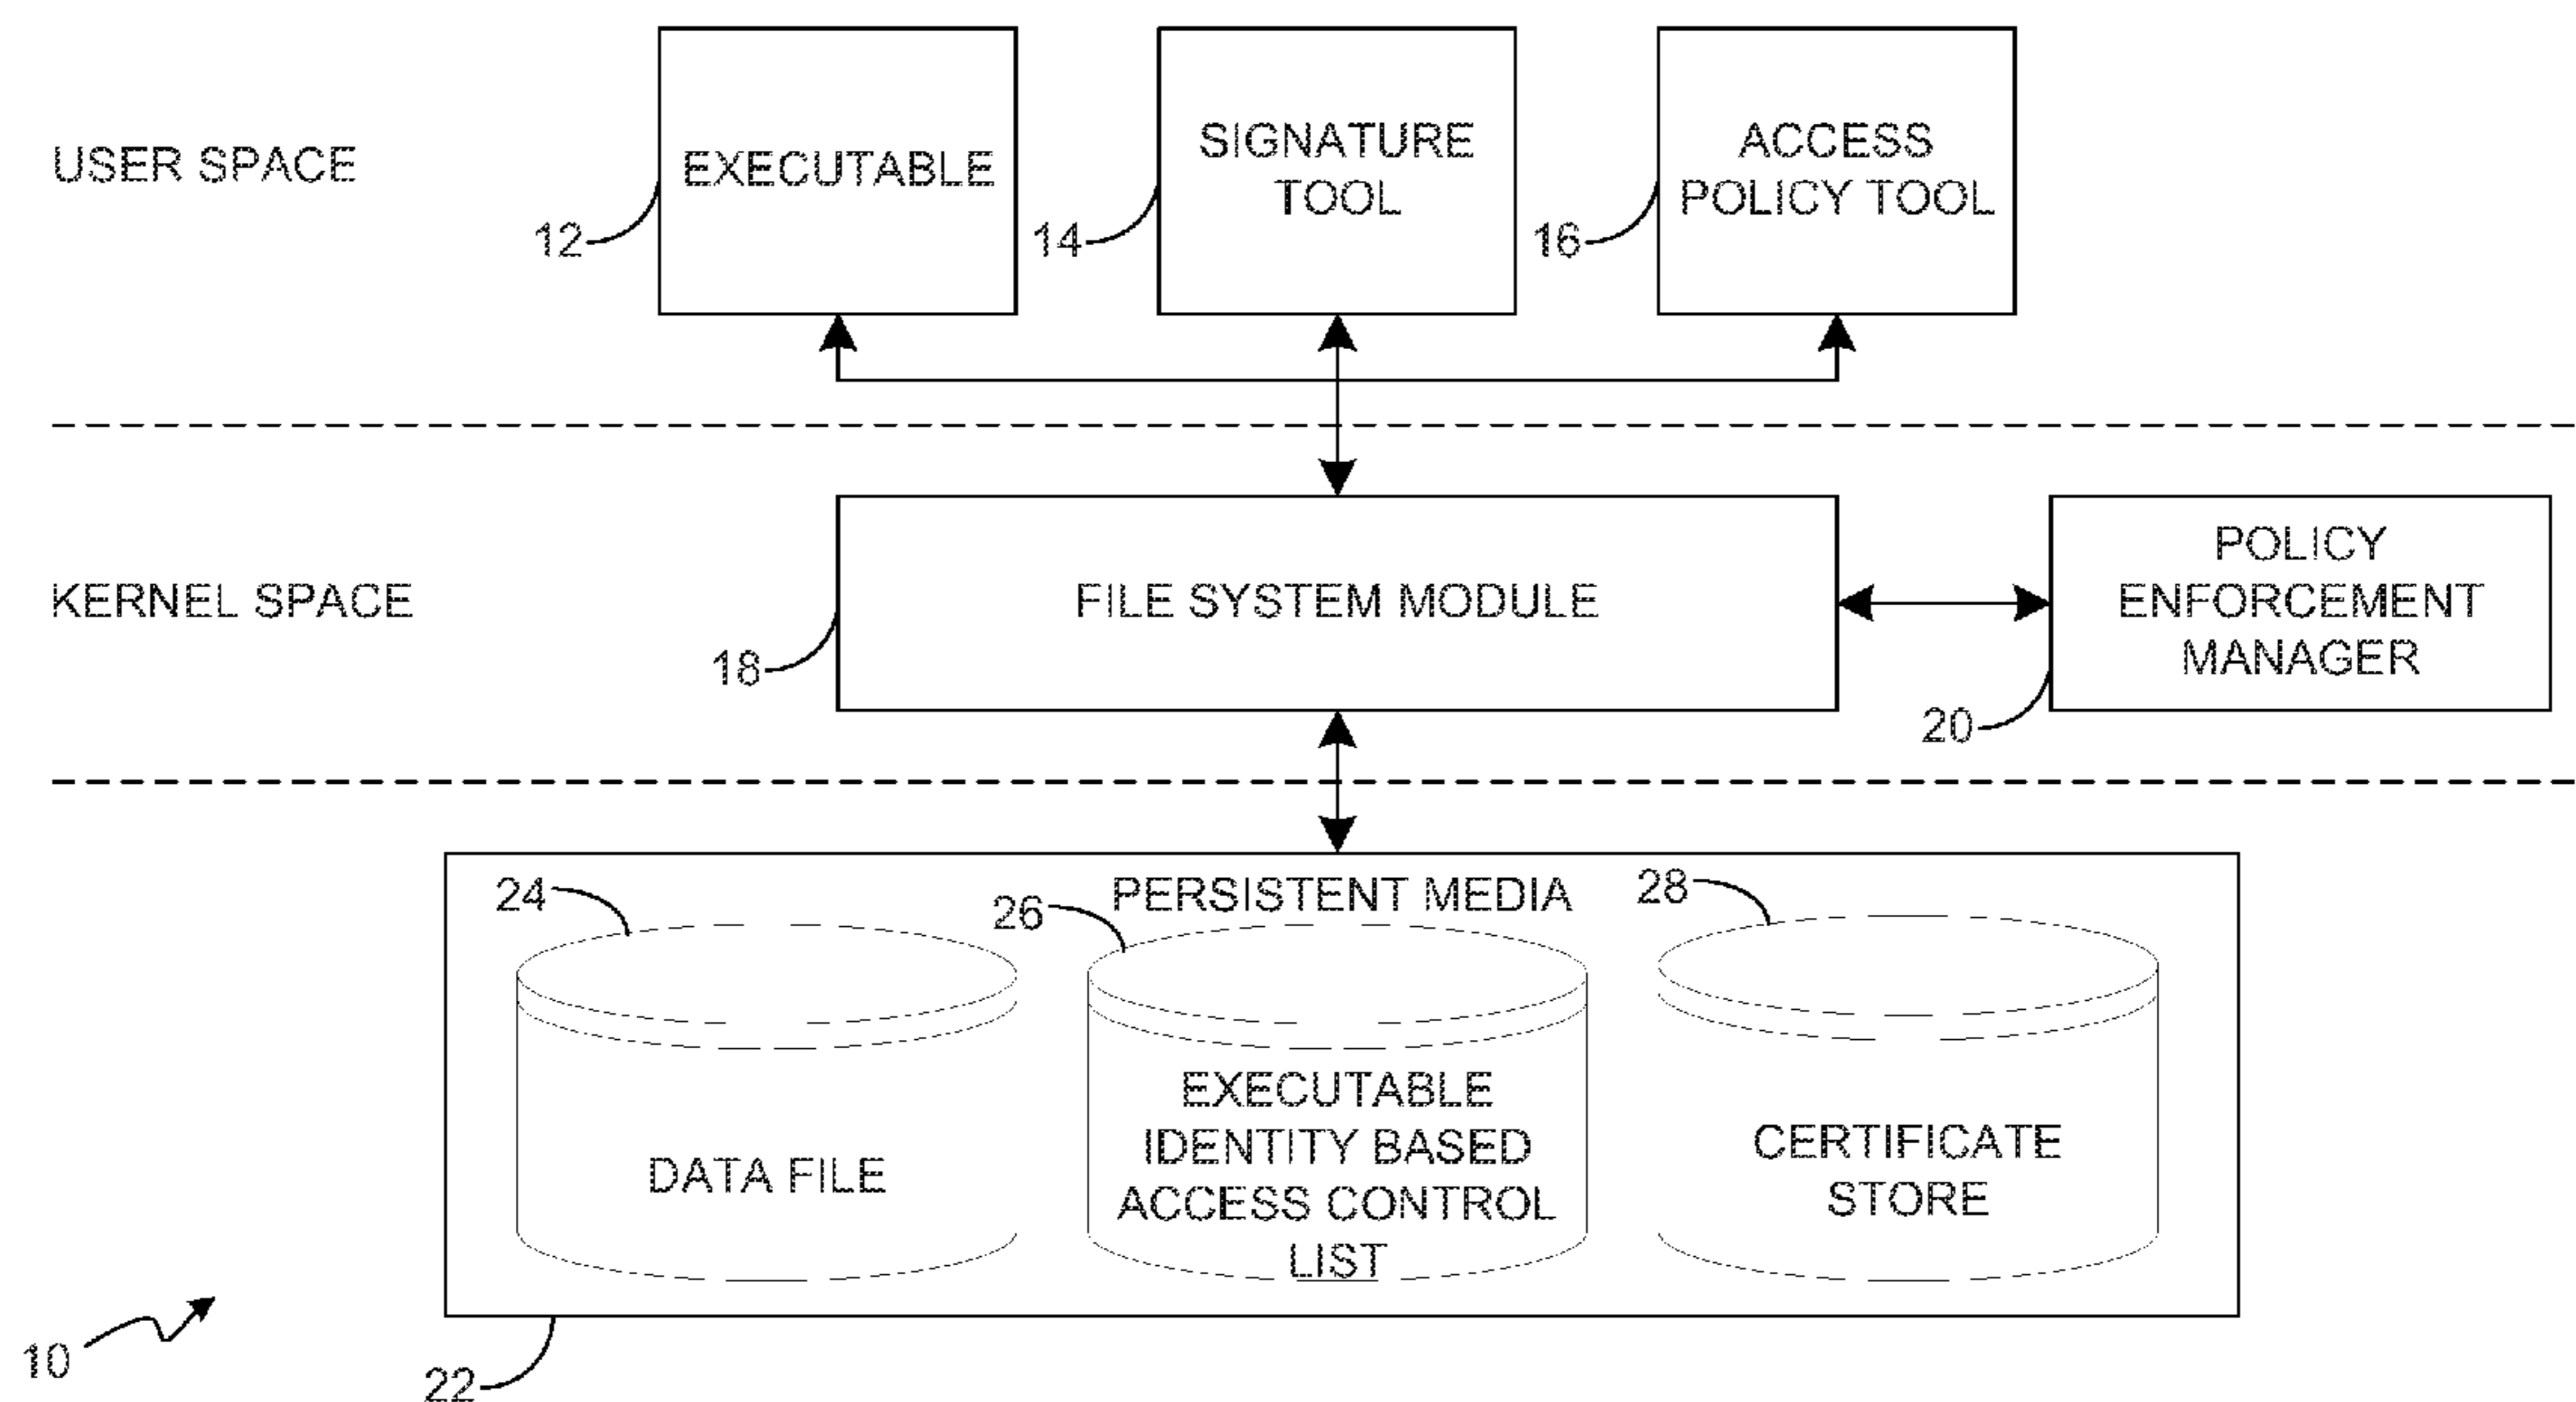 USER SPACE
EXECUTABLE
12
SIGNATURE
TOOL
14
ACCESS
POLICY TOOL
16
KERNEL SPACE
FILE SYSTEM MODULE
18
POLICY
ENFORCEMENT
MANAGER
20
PERSISTENT MEDIA
24
26
28
DATA FILE
EXECUTABLE
IDENTITY BASED
ACCESS CONTROL
LIST
CERTIFICATE
STORE
10
22